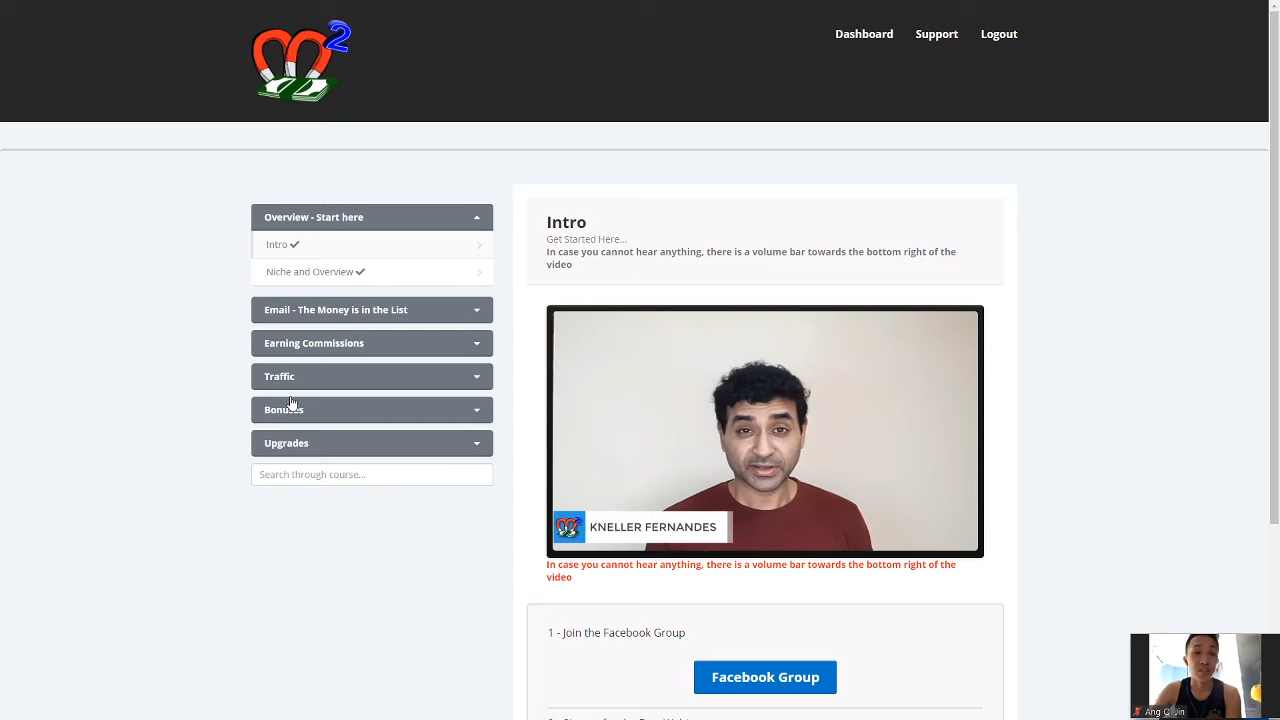 2
Dashboard
Support
Logout
Overview - Start here
Intro
Niche and Overview
Email - The Money is in the List
Earning Commissions
Traffic
Bonuses
Upgrades
Search through course...
Intro
Get Started Here...
In case you cannot hear anything, there is a volume bar towards the bottom right of the
video
KNELLER FERNANDES
In case you cannot hear anything, there is a volume bar towards the bottom right of the
video
1 - Join the Facebook Group
Facebook Group